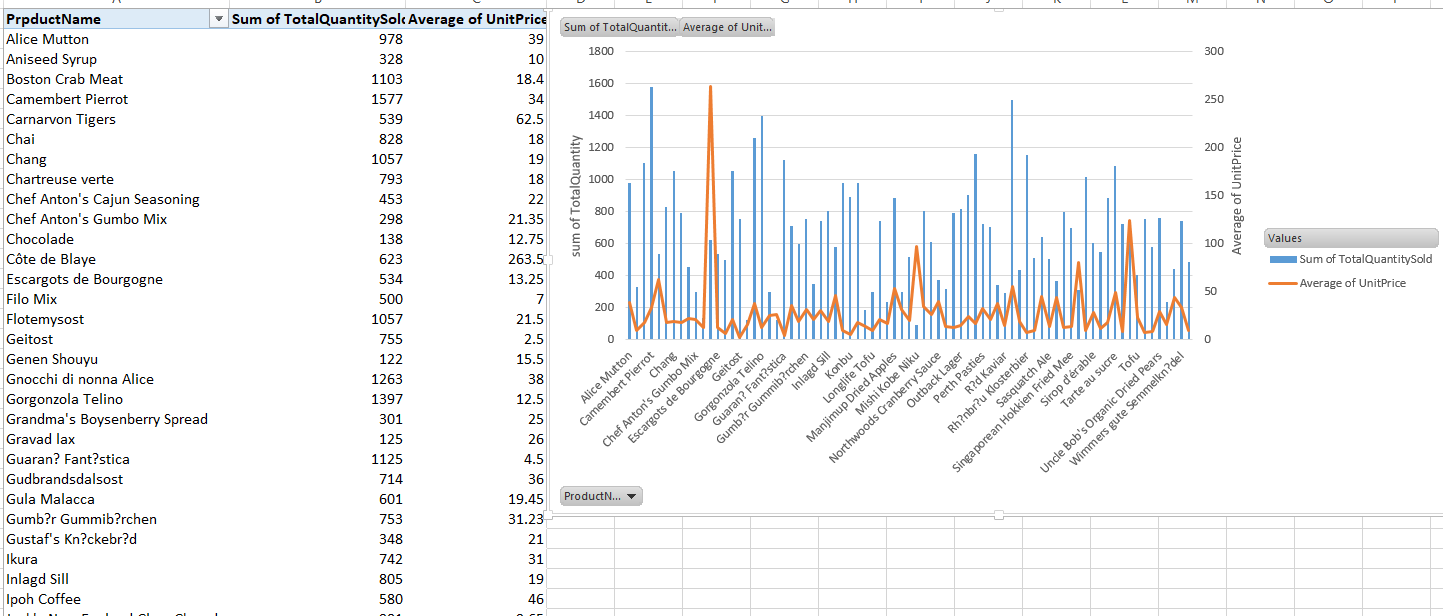 PrpductName Sum of TotalQuantitySold Average of UnitPrice
Alice Mutton 978 39
Aniseed Syrup 328 10
Boston Crab Meat 1103 18.4
Camembert Pierrot 1577 34
Carnarvon Tigers 539 62.5
Chai 828 18
Chang 1057 19
Chartreuse verte 793 18
Chef Anton's Cajun Seasoning 453 22
Chef Anton's Gumbo Mix 298 21.35
Chocolade 138 12.75
Côte de Blaye 623 263.5
Escargots de Bourgogne 534 13.25
Filo Mix 500 7
Flotemysost 1057 21.5
Geitost 755 2.5
Genen Shouyu 122 15.5
Gnocchi di nonna Alice 1263 38
Gorgonzola Telino 1397 12.5
Grandma's Boysenberry Spread 301 25
Gravad lax 125 26
Guaran? Fant?stica 1125 4.5
Gudbrandsdalsost 714 36
Gula Malacca 601 19.45
Gumb?r Gummib?rchen 753 31.23
Gustaf's Kn?ckebr?d 348 21
Ikura 742 31
Inlagd Sill 805 19
Ipoh Coffee 580 46
Sum of TotalQuantit... Average of Unit...
1800
1600
1400
1200
1000
800
600
400
200
0
sum of TotalQuantity
300
250
200
150
100
50
0
Average of UnitPrice
Alice Mutton
Camembert Pierrot
Chang
Chef Anton's Gumbo Mix
Escargots de Bourgogne
Geitost
Gorgonzola Telino
Guaran? Fant?stica
Gumb?r Gummib?rchen
Inlagd Sill
Konbu
Longlife Tofu
Manjimup Dried Apples
Mishi Kobe Niku
Northwoods Cranberry Sauce
Outback Lager
Perth Pasties
R?d Kaviar
Rh?nbr?u Klosterbier
Sasquatch Ale
Singaporean Hokkien Fried Mee
Sirop d'érable
Tarte au sucre
Tofu
Uncle Bob's Organic Dried Pears
Wimmers gute Semmelkn?del
Values
Sum of TotalQuantitySold
Average of UnitPrice
ProductN...